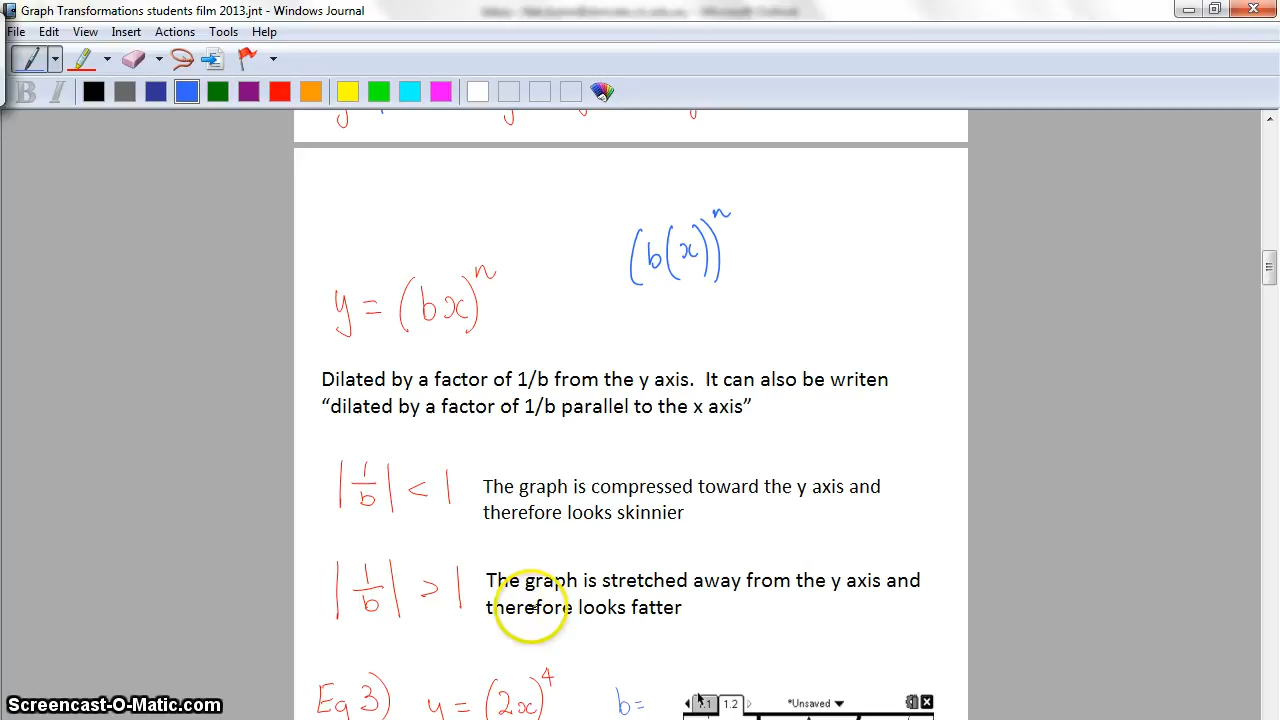 Graph Transformations students film 2013.jnt - Windows Journal
File Edit View Insert Actions Tools Help
B I
(b(x))^n
y = (bx)^n
Dilated by a factor of 1/b from the y axis. It can also be writen
“dilated by a factor of 1/b parallel to the x axis”
|1/b| < 1 The graph is compressed toward the y axis and
therefore looks skinnier
|1/b| > 1 The graph is stretched away from the y axis and
therefore looks fatter
Eg 3) y = (2x)^4 b=
1.1 1.2 *Unsaved
Screencast-O-Matic.com